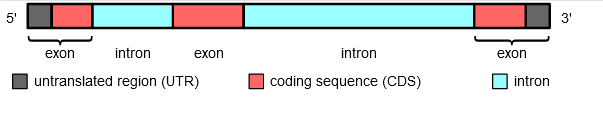 5' 3'
exon intron exon intron exon
untranslated region (UTR) coding sequence (CDS) intron